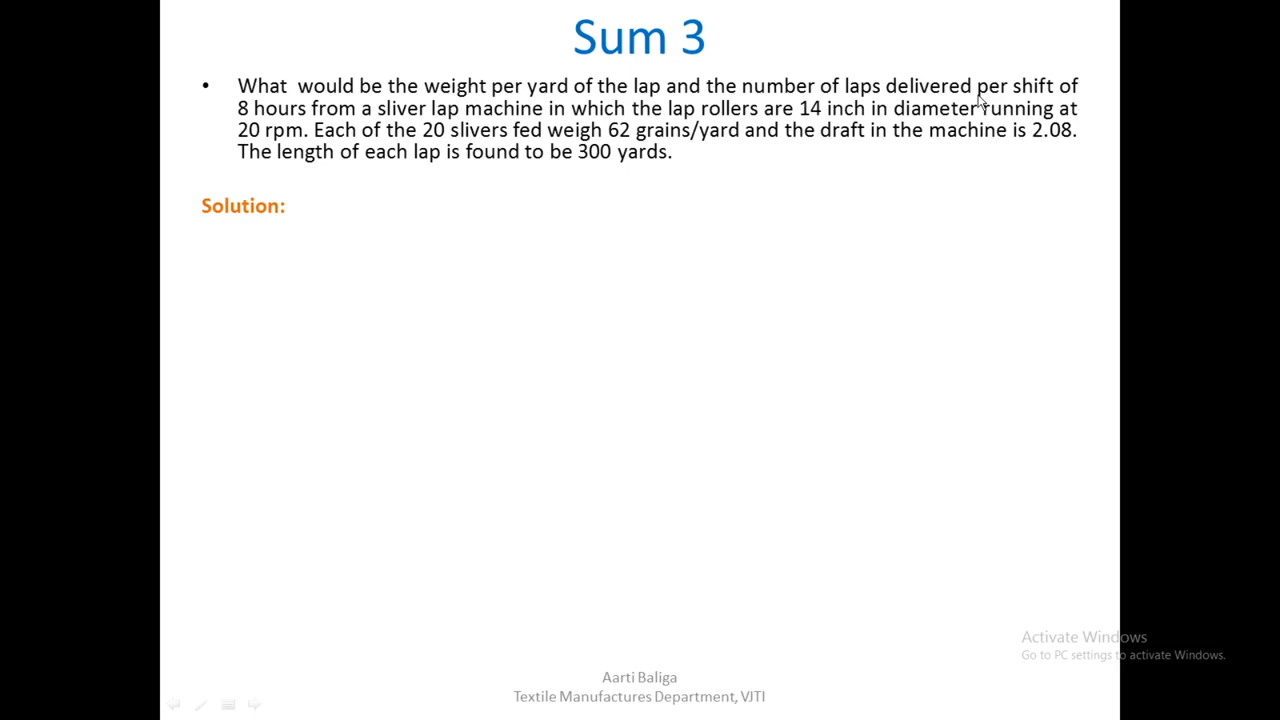 Sum 3
• What would be the weight per yard of the lap and the number of laps delivered per shift of
8 hours from a sliver lap machine in which the lap rollers are 14 inch in diameter running at
20 rpm. Each of the 20 slivers fed weigh 62 grains/yard and the draft in the machine is 2.08.
The length of each lap is found to be 300 yards.
Solution:
Activate Windows
Go to PC settings to activate Windows.
Aarti Baliga
Textile Manufactures Department, VJTI